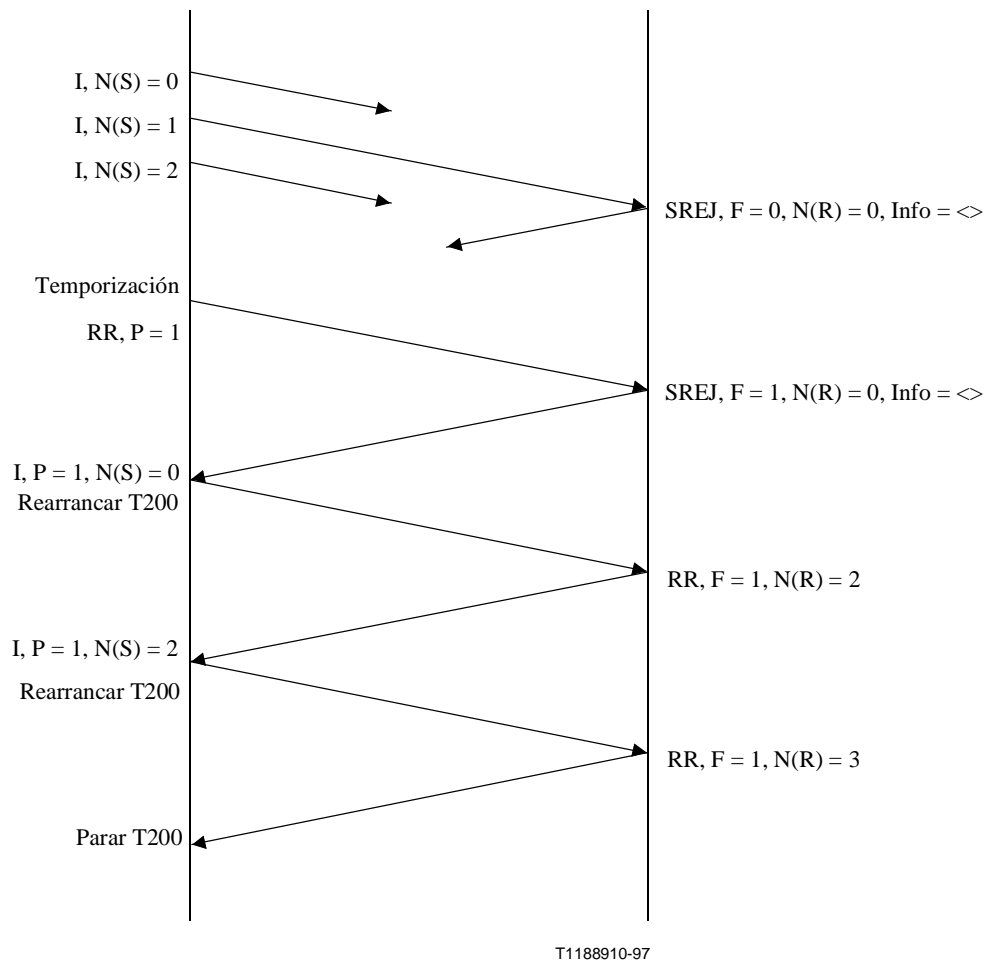 I, N(S) = 0
I, N(S) = 1
I, N(S) = 2
SREJ, F = 0, N(R) = 0, Info = <>
Temporización
RR, P = 1
SREJ, F = 1, N(R) = 0, Info = <>
I, P = 1, N(S) = 0
Rearrancar T200
RR, F = 1, N(R) = 2
I, P = 1, N(S) = 2
Rearrancar T200
RR, F = 1, N(R) = 3
Parar T200
T1188910-97